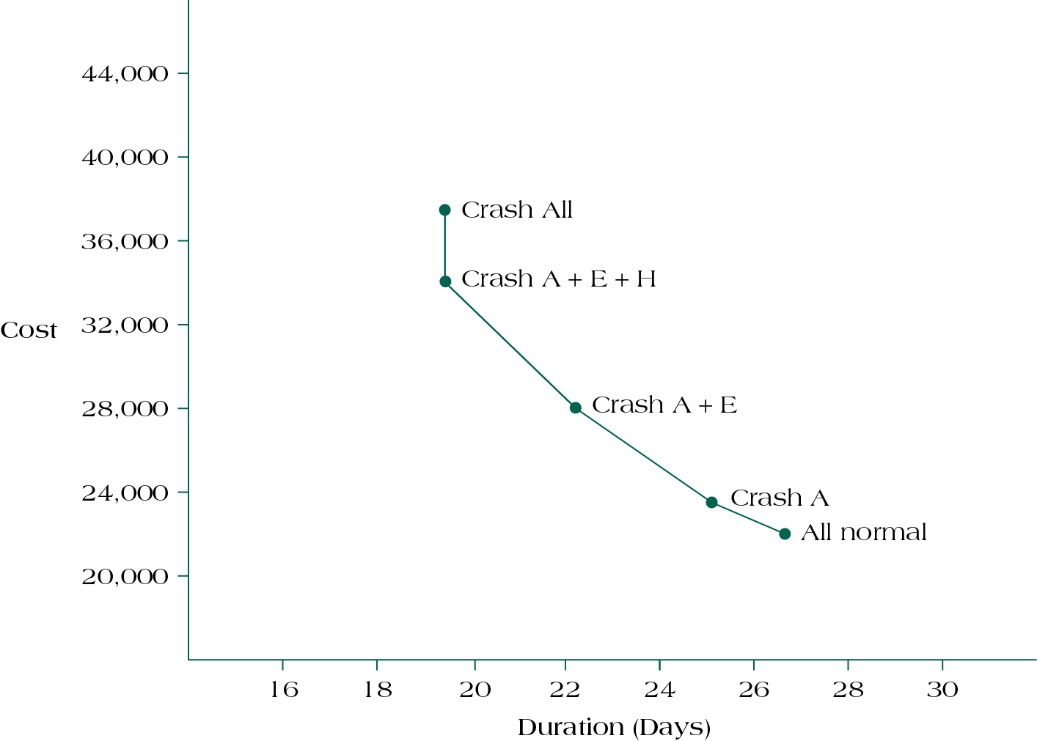 44,000
40,000
Crash All
36,000
Crash A + E + H
Cost
32,000
Crash A + E
28,000
24,000
Crash A
All normal
20,000
16 18 20 22 24 26 28 30
Duration (Days)